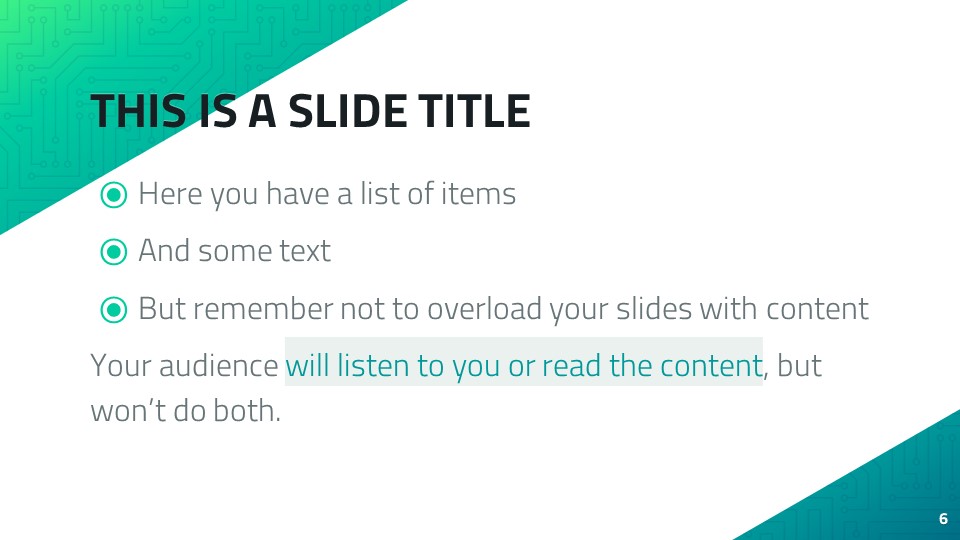 THIS IS A SLIDE TITLE
Here you have a list of items
And some text
But remember not to overload your slides with content
Your audience will listen to you or read the content, but
won’t do both.
6